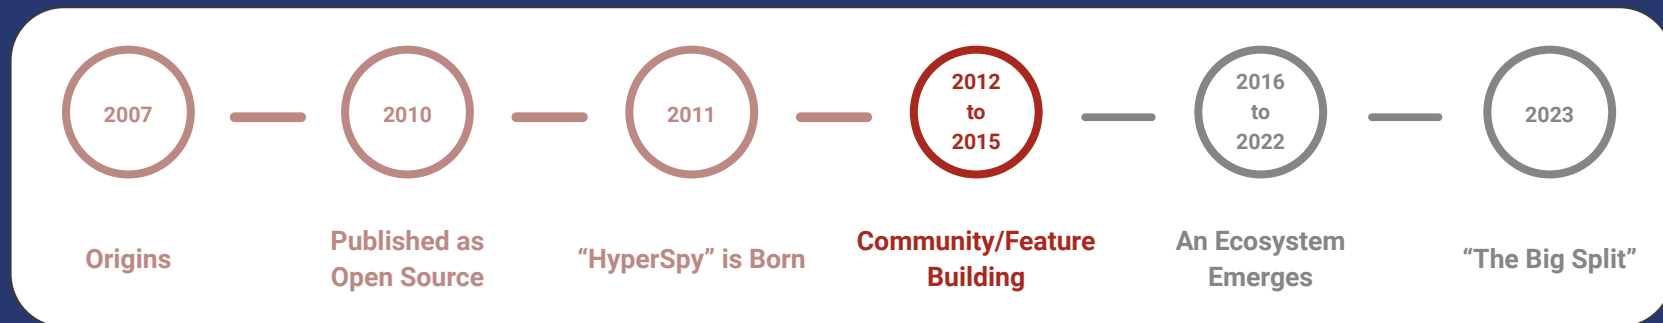 2007
2010
2011
2012
to
2015
2016
to
2022
2023
Origins
Published as
Open Source
“HyperSpy” is Born
Community/Feature
Building
An Ecosystem
Emerges
“The Big Split”